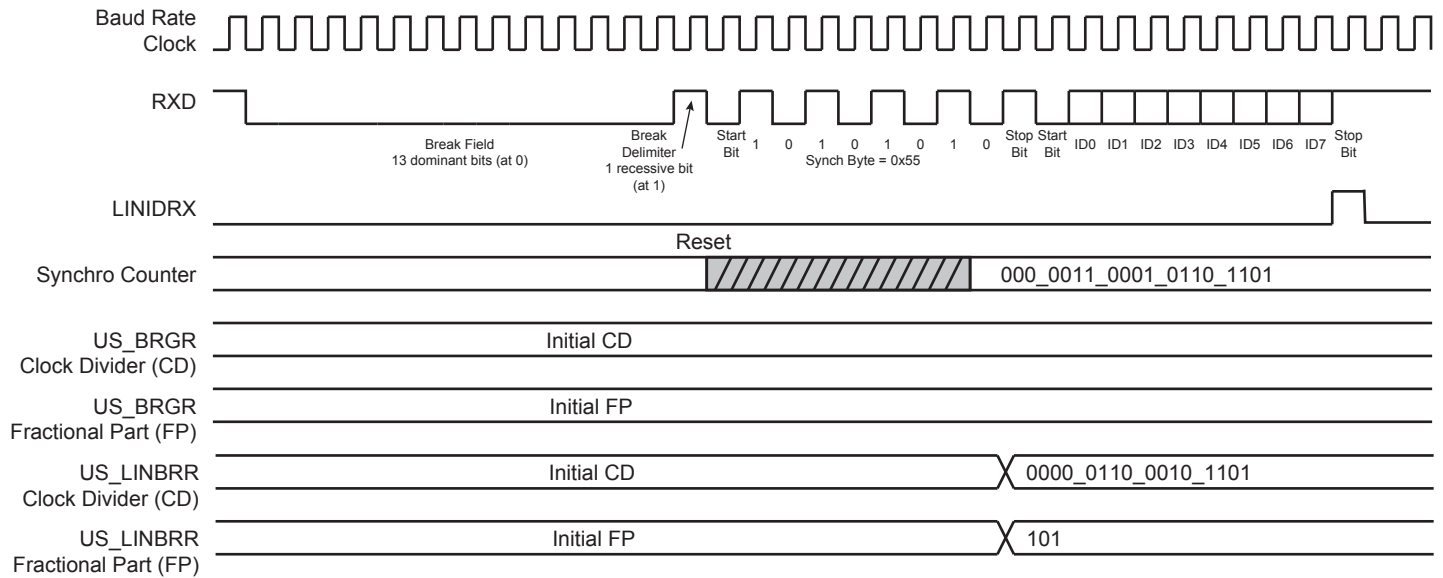 Baud Rate
Clock
RXD
Break Field
13 dominant bits (at 0)
Break
Delimiter
1 recessive bit
(at 1)
Start
Bit
1 0 1 0 1 0 1 0
Synch Byte = 0x55
Stop
Bit
Start
Bit
ID0 ID1 ID2 ID3 ID4 ID5 ID6 ID7
Stop
Bit
LINIDRX
Reset
Synchro Counter
000_0011_0001_0110_1101
US_BRGR
Clock Divider (CD)
Initial CD
US_BRGR
Fractional Part (FP)
Initial FP
US_LINBRR
Clock Divider (CD)
Initial CD
0000_0110_0010_1101
US_LINBRR
Fractional Part (FP)
Initial FP
101